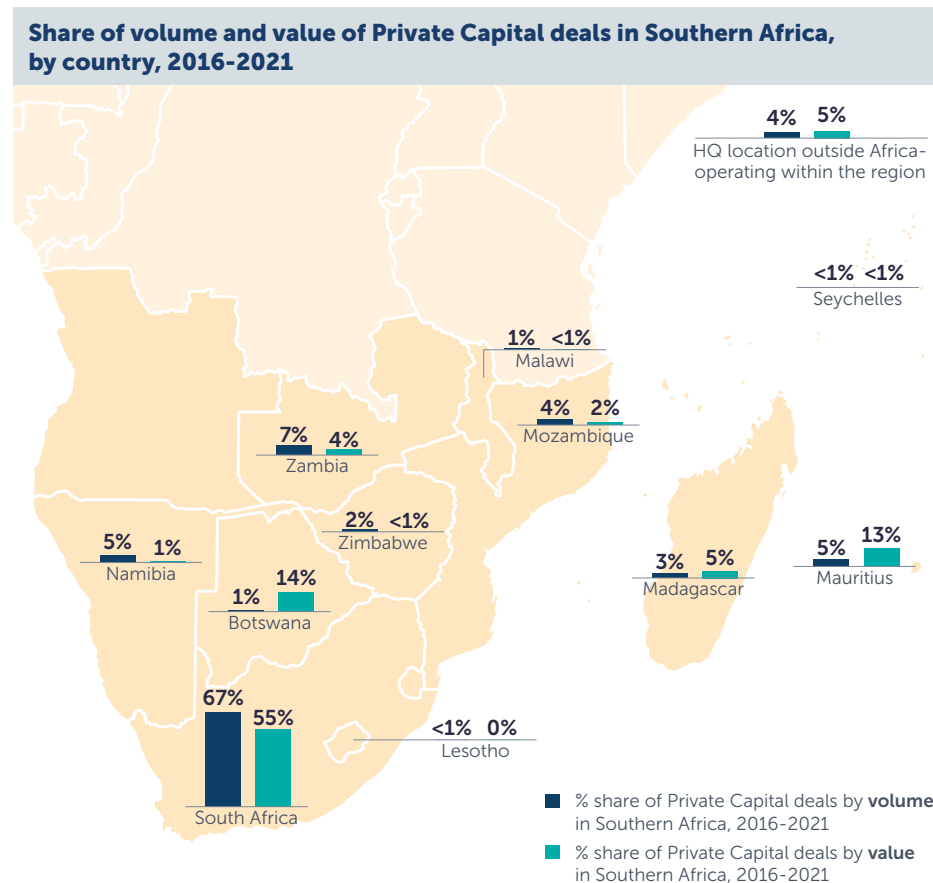 Share of volume and value of Private Capital deals in Southern Africa,
by country, 2016-2021
4% 5%
HQ location outside Africa-
operating within the region
<1% <1%
Seychelles
1% <1%
Malawi
4% 2%
Mozambique
7% 4%
Zambia
2% <1%
Zimbabwe
5% 1%
Namibia
1% 14%
Botswana
3% 5%
Madagascar
5% 13%
Mauritius
67% 55%
South Africa
<1% 0%
Lesotho
% share of Private Capital deals by volume
in Southern Africa, 2016-2021
% share of Private Capital deals by value
in Southern Africa, 2016-2021